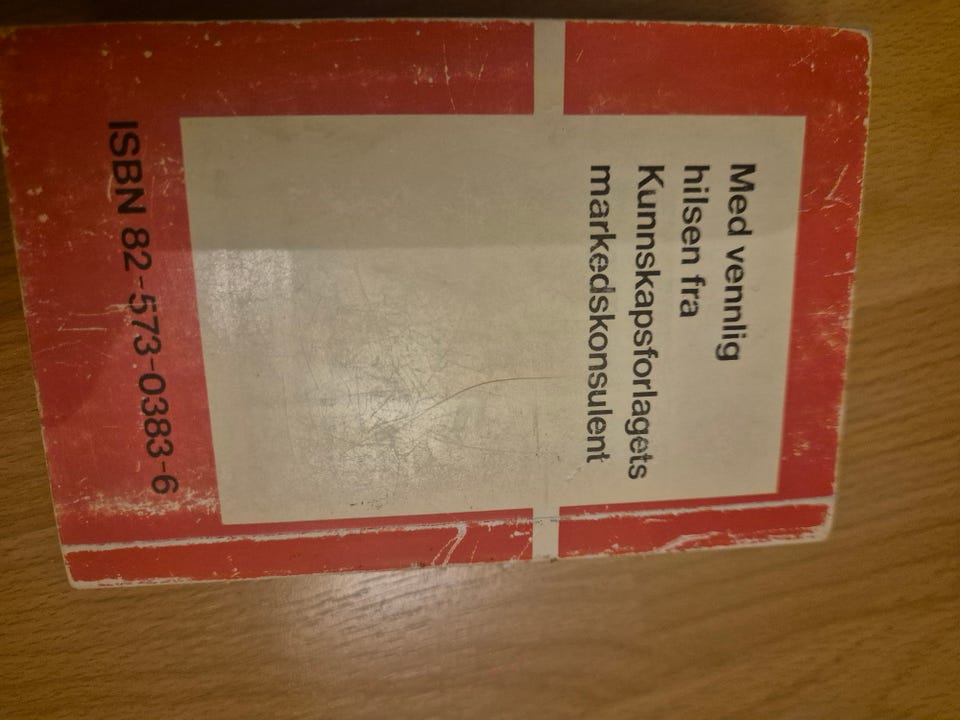 Med vennlig
hilsen fra
Kunnskapsforlagets
markedskonsulent
ISBN 82-573-0383-6